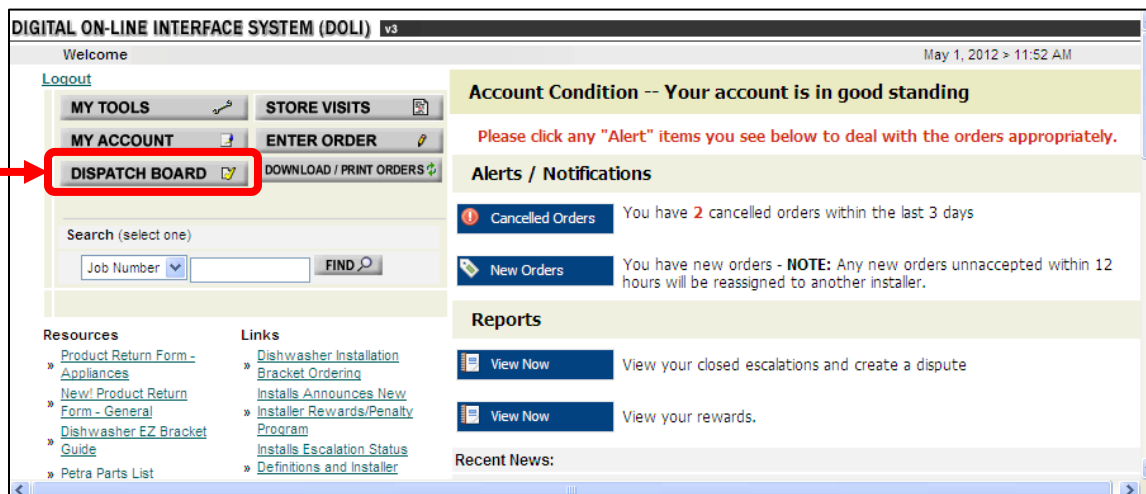 DIGITAL ON-LINE INTERFACE SYSTEM (DOLI) v3
Welcome
May 1, 2012 > 11:52 AM
Logout
MY TOOLS
STORE VISITS
MY ACCOUNT
ENTER ORDER
DISPATCH BOARD
DOWNLOAD / PRINT ORDERS
Search (select one)
Job Number
FIND
Resources
» Product Return Form -
Appliances
» New! Product Return
Form - General
» Dishwasher EZ Bracket
Guide
» Petra Parts List
Links
» Dishwasher Installation
Bracket Ordering
Installs Announces New
» Installer Rewards/Penalty
Program
Installs Escalation Status
» Definitions and Installer
Account Condition -- Your account is in good standing
Please click any "Alert" items you see below to deal with the orders appropriately.
Alerts / Notifications
Cancelled Orders
You have 2 cancelled orders within the last 3 days
New Orders
You have new orders - NOTE: Any new orders unnaccepted within 12
hours will be reassigned to another installer.
Reports
View Now
View your closed escalations and create a dispute
View Now
View your rewards.
Recent News: